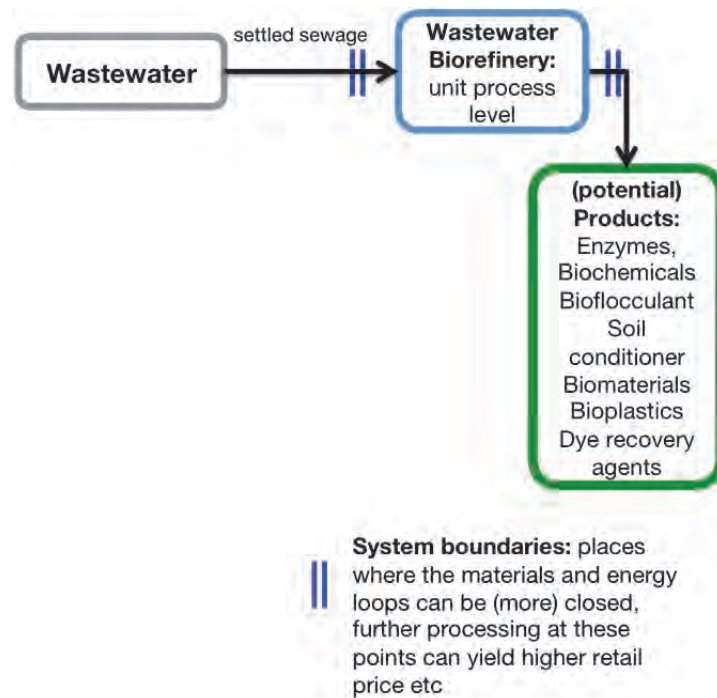 settled sewage
Wastewater
Wastewater
Biorefinery:
unit process
level
(potential)
Products:
Enzymes,
Biochemicals
Bioflocculant
Soil
conditioner
Biomaterials
Bioplastics
Dye recovery
agents
System boundaries: places
where the materials and energy
loops can be (more) closed,
further processing at these
points can yield higher retail
price etc